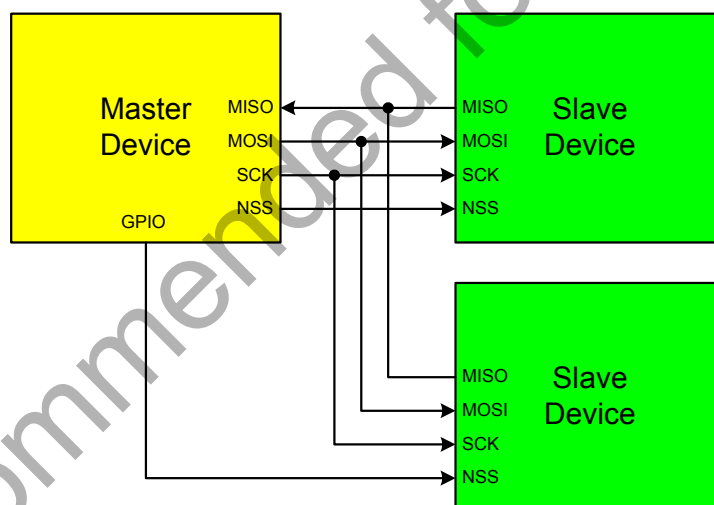 Master
Device
MISO
MOSI
SCK
NSS
GPIO
MISO
MOSI
SCK
NSS
Slave
Device
MISO
MOSI
SCK
NSS
Slave
Device